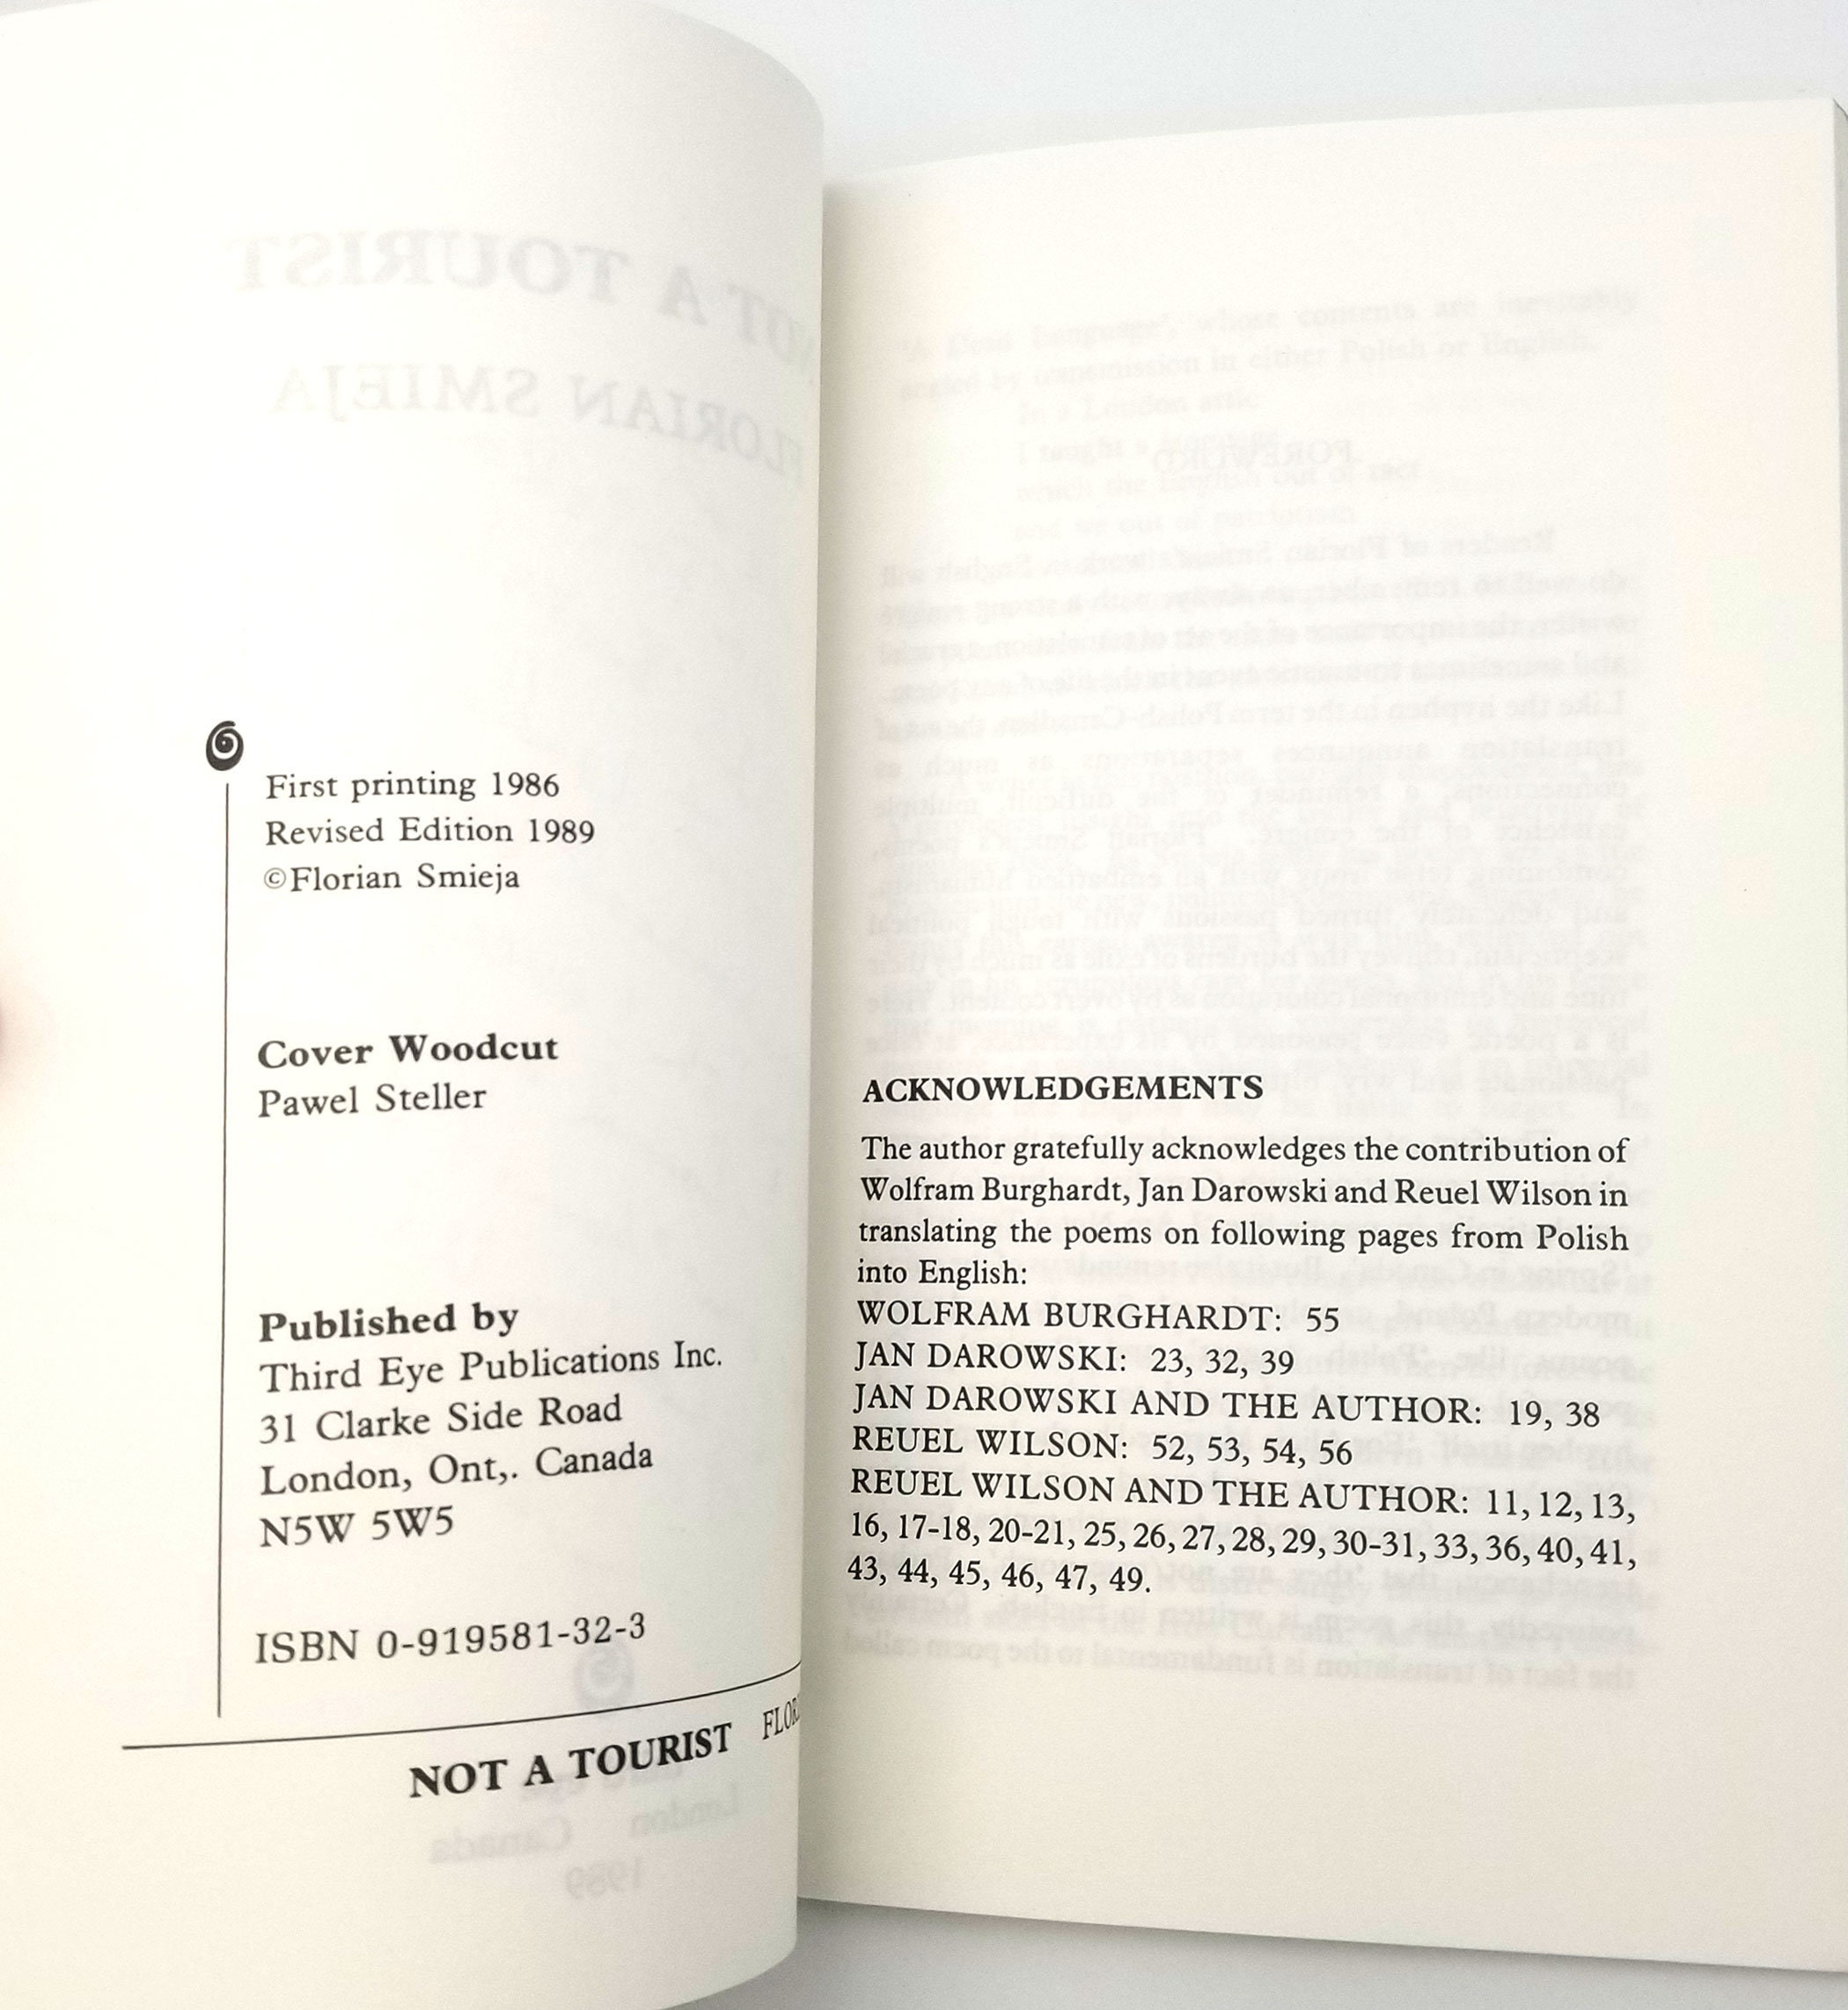 First printing 1986
Revised Edition 1989
©Florian Smieja
Cover Woodcut
Pawel Steller
Published by
Third Eye Publications Inc.
31 Clarke Side Road
London, Ont,. Canada
N5W 5W5
ISBN 0-919581-32-3
NOT A TOURIST
ACKNOWLEDGEMENTS
The author gratefully acknowledges the contribution of
Wolfram Burghardt, Jan Darowski and Reuel Wilson in
translating the poems on following pages from Polish
into English:
WOLFRAM BURGHARDT: 55
JAN DAROWSKI: 23, 32, 39
JAN DAROWSKI AND THE AUTHOR: 19, 38
REUEL WILSON: 52, 53, 54, 56
REUEL WILSON AND THE AUTHOR: 11, 12, 13,
16, 17-18, 20-21, 25, 26, 27, 28, 29, 30-31, 33, 36, 40, 41,
43, 44, 45, 46, 47, 49.